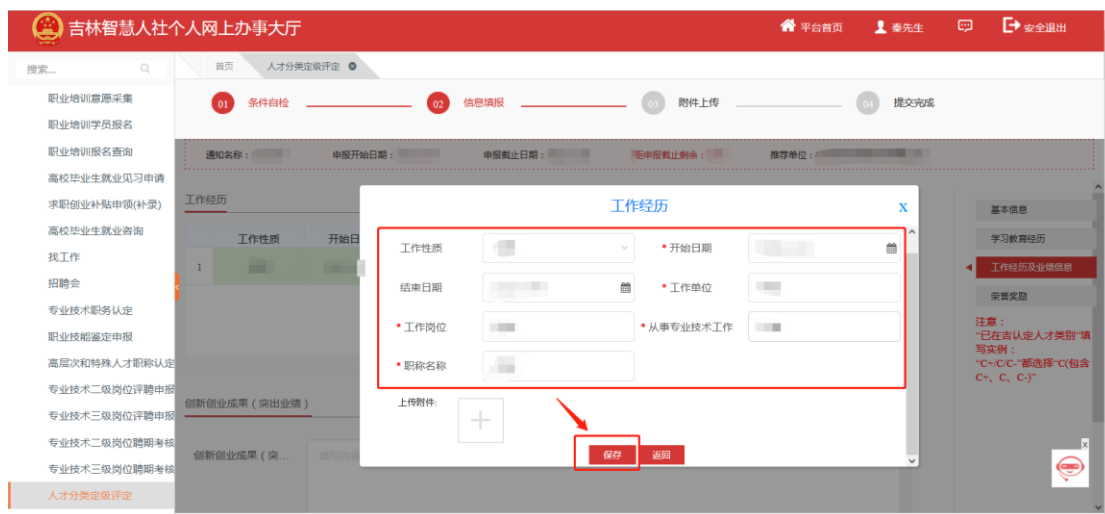 吉林智慧人社个人网上办事大厅
平台首页
秦先生
安全退出
搜索...
首页
人才分类定级评定
职业培训意愿采集
职业培训学员报名
职业培训报名查询
高校毕业生就业见习申请
求职创业补贴申领(补录)
高校毕业生就业咨询
找工作
招聘会
专业技术职务认定
职业技能鉴定申报
高层次和特殊人才职称认定
专业技术二级岗位评聘申报
专业技术三级岗位评聘申报
专业技术二级岗位聘期考核
专业技术三级岗位聘期考核
人才分类定级评定
01 条件自检
02 信息填报
03 附件上传
04 提交完成
通知名称：
申报开始日期：
申报截止日期：
距申报截止剩余：
推荐单位：
工作经历
工作性质
开始日
1
创新创业成果（突出业绩）
创新创业成果（突...
填写内容
工作经历
X
工作性质
* 开始日期
结束日期
* 工作单位
* 工作岗位
* 从事专业技术工作
* 职称名称
上传附件:
保存
返回
基本信息
学习教育经历
工作经历及业绩信息
荣誉奖励
注意：
“已在吉认定人才类别”填
写实例：
“C+/C/C-”都选择“C(包含
C+、C、C-)”
X